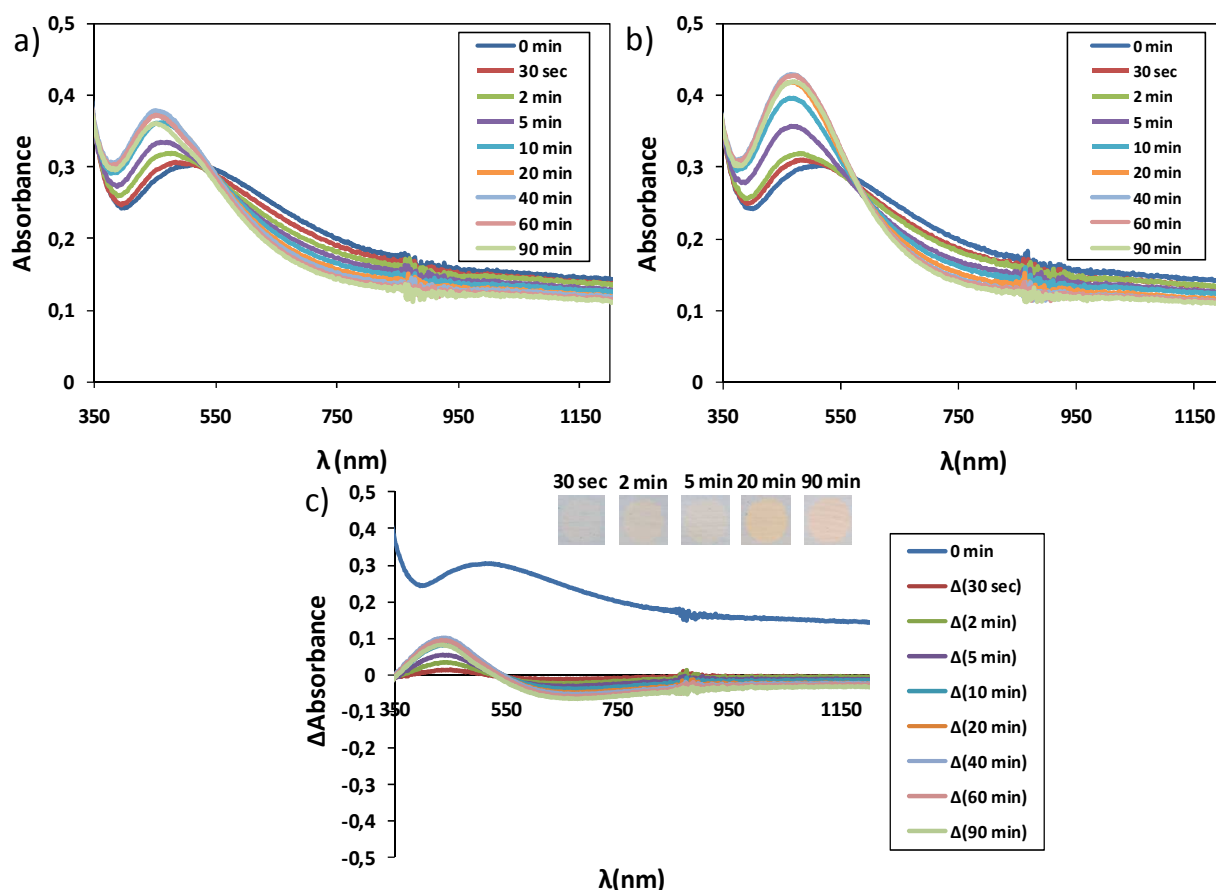 a)
0,5
0,4
0,3
0,2
0,1
0
Absorbance
350 550 750 950 1150
λ (nm)
0 min
30 sec
2 min
5 min
10 min
20 min
40 min
60 min
90 min
b)
0,5
0,4
0,3
0,2
0,1
0
Absorbance
350 550 750 950 1150
λ(nm)
0 min
30 sec
2 min
5 min
10 min
20 min
40 min
60 min
90 min
c)
30 sec 2 min 5 min 20 min 90 min
0,5
0,4
0,3
0,2
0,1
0
-0,1
-0,2
-0,3
-0,4
-0,5
ΔAbsorbance
350 550 750 950 1150
λ(nm)
0 min
Δ(30 sec)
Δ(2 min)
Δ(5 min)
Δ(10 min)
Δ(20 min)
Δ(40 min)
Δ(60 min)
Δ(90 min)